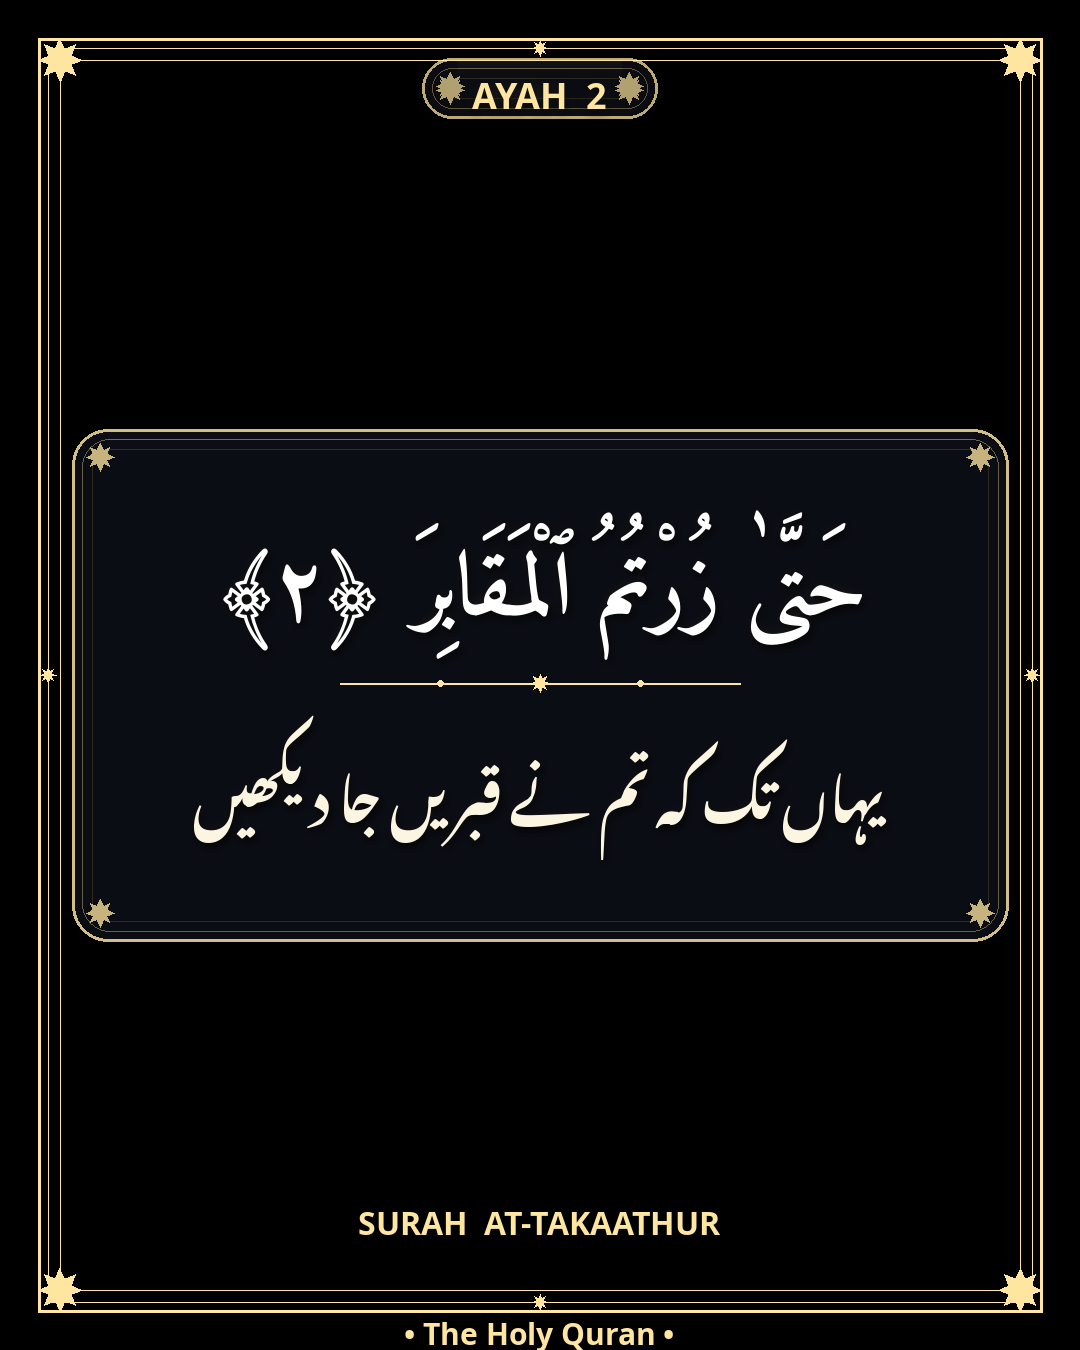 AYAH 2
حَتَّىٰ زُرْتُمُ ٱلْمَقَابِرَ ﴿٢﴾
یہاں تک کہ تم نے قبریں جا دیکھیں
SURAH AT-TAKAATHUR
• The Holy Quran •